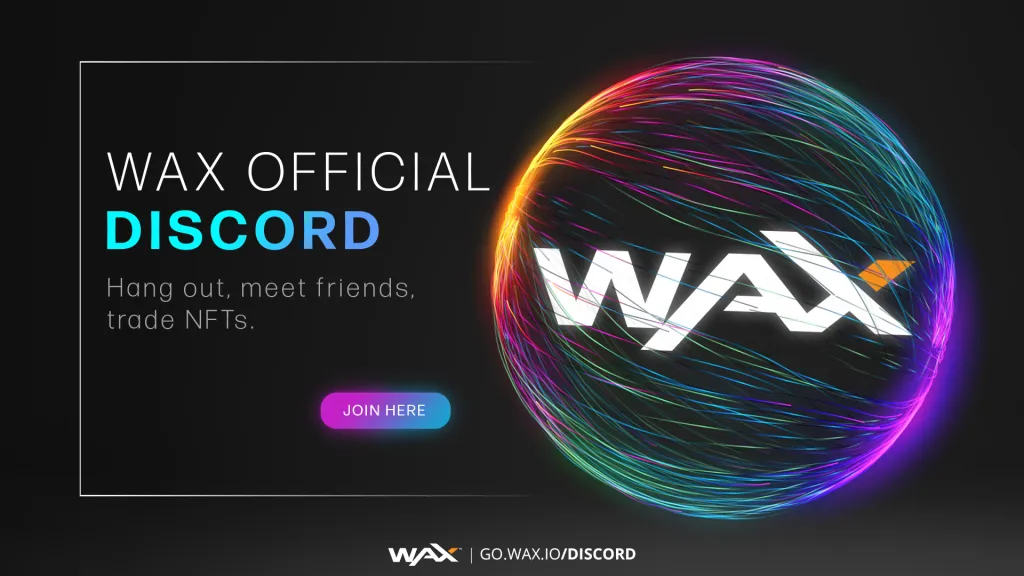 WAX OFFICIAL
DISCORD
Hang out, meet friends,
trade NFTs.
JOIN HERE
WAX
WAX | GO.WAX.IO/DISCORD